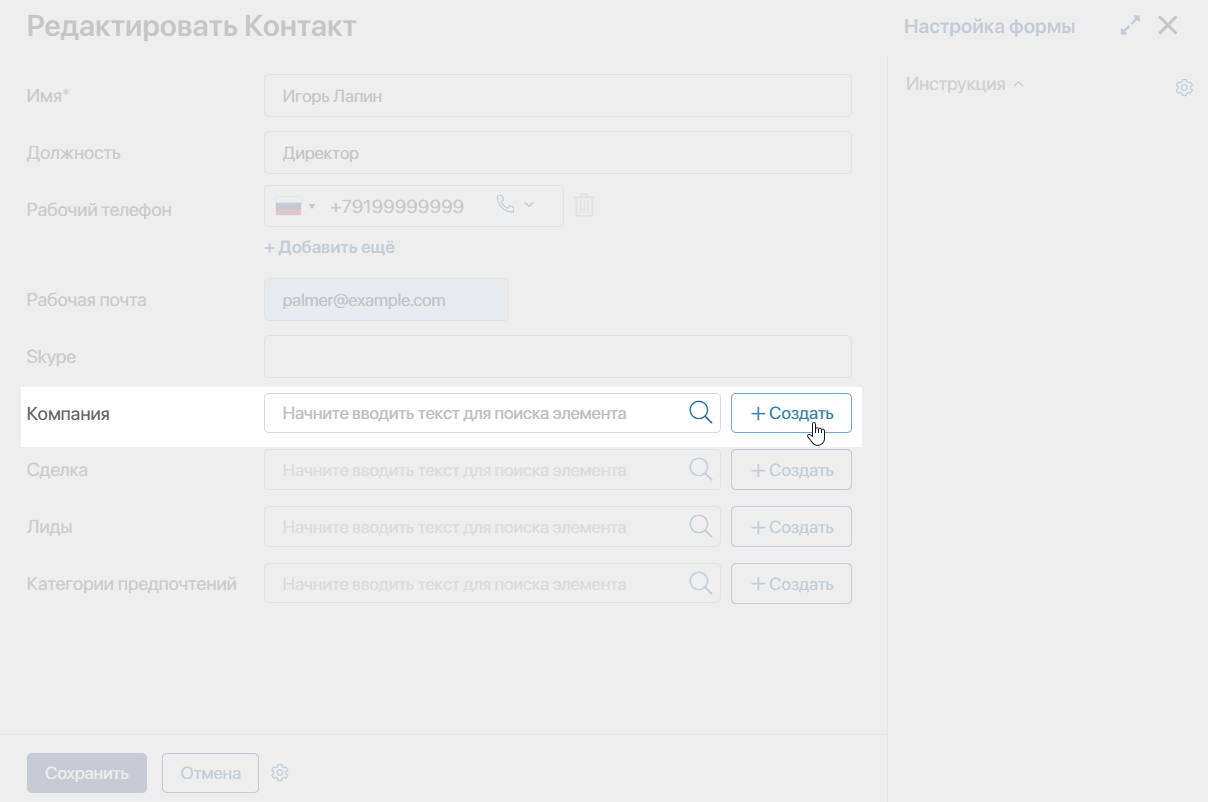 Редактировать Контакт
Настройка формы
Инструкция
Имя*
Игорь Лапин
Должность
Директор
Рабочий телефон
+79199999999
+ Добавить ещё
Рабочая почта
palmer@example.com
Skype
Компания
Начните вводить текст для поиска элемента
+ Создать
Сделка
Начните вводить текст для поиска элемента
+ Создать
Лиды
Начните вводить текст для поиска элемента
+ Создать
Категории предпочтений
Начните вводить текст для поиска элемента
+ Создать
Сохранить
Отмена